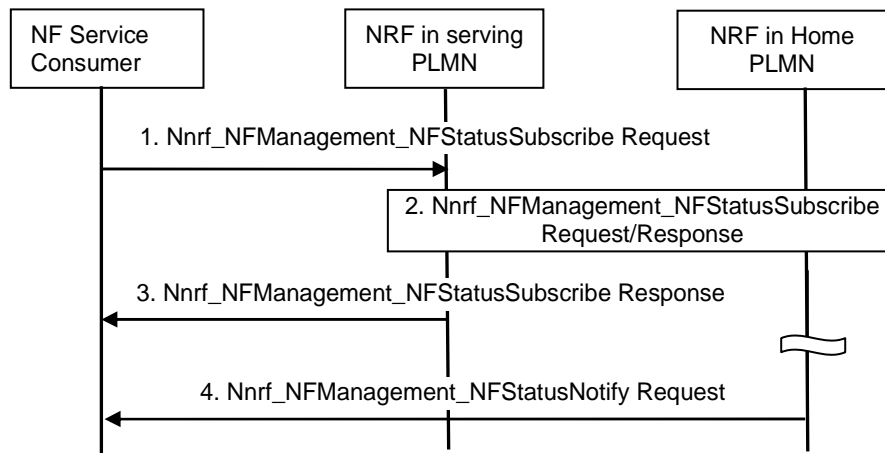 NF Service
Consumer
NRF in serving
PLMN
NRF in Home
PLMN
1. Nnrf_NFManagement_NFStatusSubscribe Request
2. Nnrf_NFManagement_NFStatusSubscribe
Request/Response
3. Nnrf_NFManagement_NFStatusSubscribe Response
4. Nnrf_NFManagement_NFStatusNotify Request